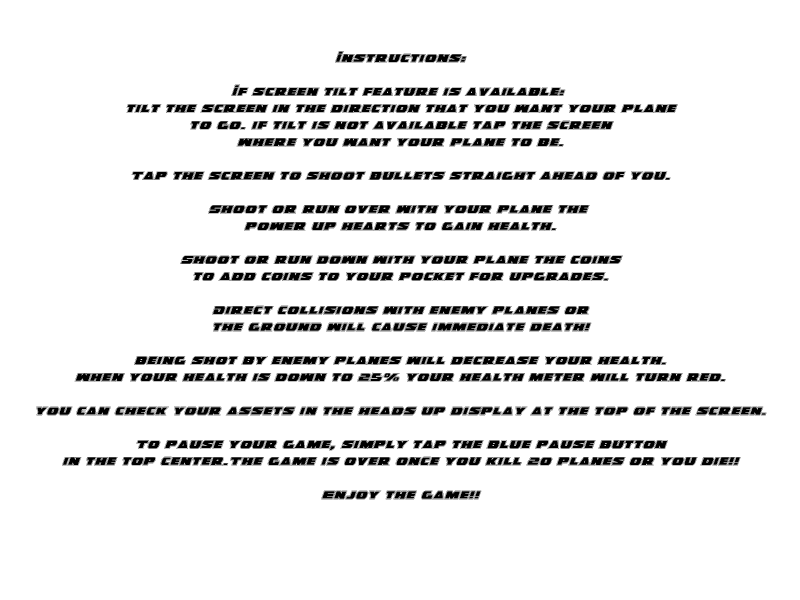 Instructions:
If screen tilt feature is available:
tilt the screen in the direction that you want your plane
to go. if tilt is not available tap the screen
where you want your plane to be.
tap the screen to shoot bullets straight ahead of you.
shoot or run over with your plane the
power up hearts to gain health.
shoot or run down with your plane the coins
to add coins to your pocket for upgrades.
Direct collisions with enemy planes or
the ground will cause immediate death!
being shot by enemy planes will decrease your health.
when your health is down to 25% your health meter will turn red.
you can check your assets in the heads up display at the top of the screen.
to pause your game, simply tap the blue pause button
in the top center.the game is over once you kill 20 planes or you die!!
enjoy the game!!